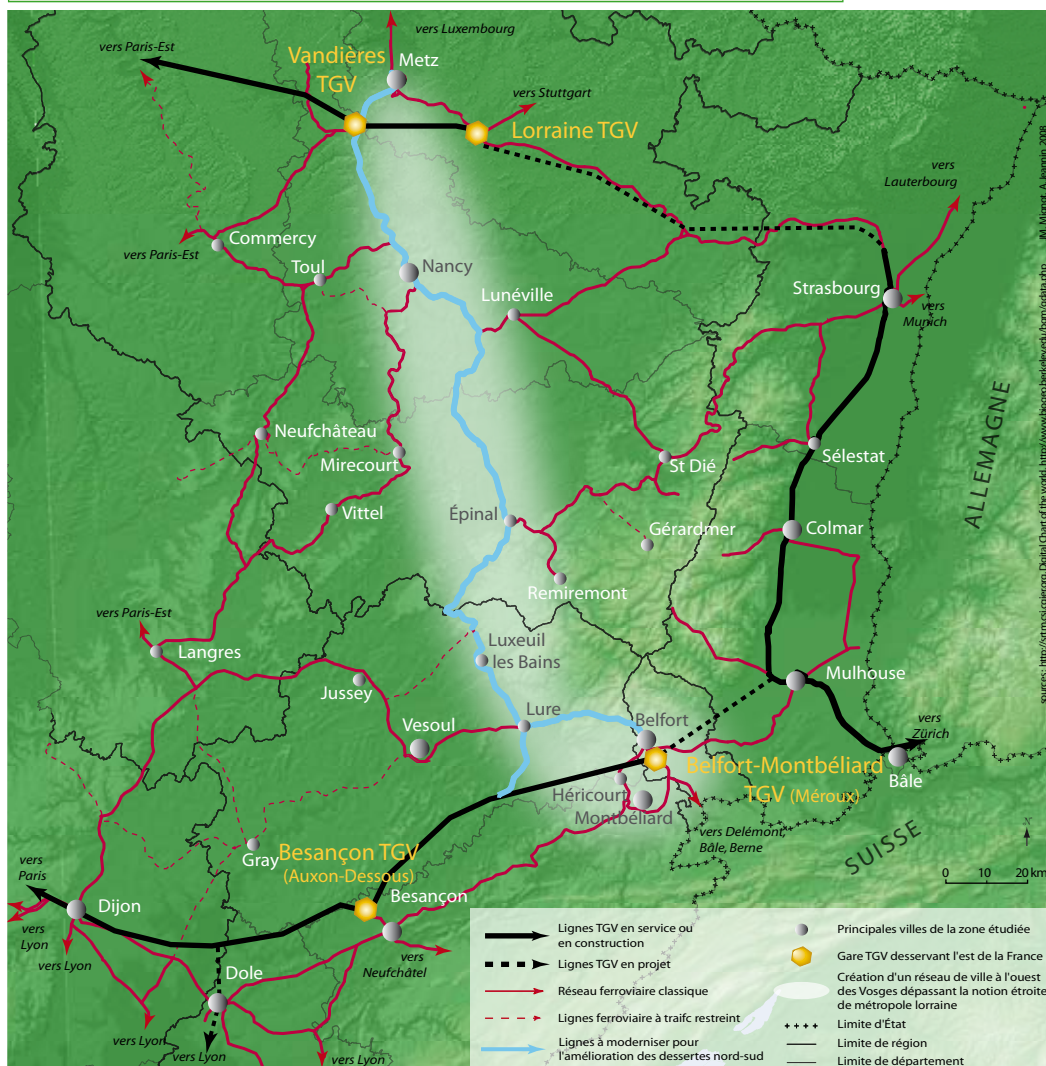 vers Luxembourg
vers Paris-Est
Vandières
TGV
Metz
vers Stuttgart
Lorraine TGV
vers
Lauterbourg
Commercy
vers Paris-Est
Toul
Nancy
Lunéville
Strasbourg
vers
Munich
Neufchâteau
Mirecourt
St Dié
Sélestat
ALLEMAGNE
Vittel
Épinal
Gérardmer
Colmar
Remiremont
vers Paris-Est
Langres
Luxeuil
les Bains
Jussey
Mulhouse
Vesoul
Lure
Belfort
vers
Zürich
Belfort-Montbéliard
TGV (Méroux)
Bâle
Héricourt
Montbéliard
vers Delémont,
Bâle, Berne
SUISSE
Gray
Besançon TGV
(Auxon-Dessous)
Besançon
vers
Paris
Dijon
vers
Lyon
vers Lyon
vers
Neufchâtel
Dole
vers Lyon
vers Lyon
vers Lyon
N
0 10 20 km
Lignes TGV en service ou
en construction
Lignes TGV en projet
Réseau ferroviaire classique
Lignes ferroviaire à traifc restreint
Lignes à moderniser pour
l'amélioration des dessertes nord-sud
Principales villes de la zone étudiée
Gare TGV desservant l'est de la France
Création d'un réseau de ville à l'ouest
des Vosges dépassant la notion étroite
de métropole lorraine
Limite d'État
Limite de région
Limite de département